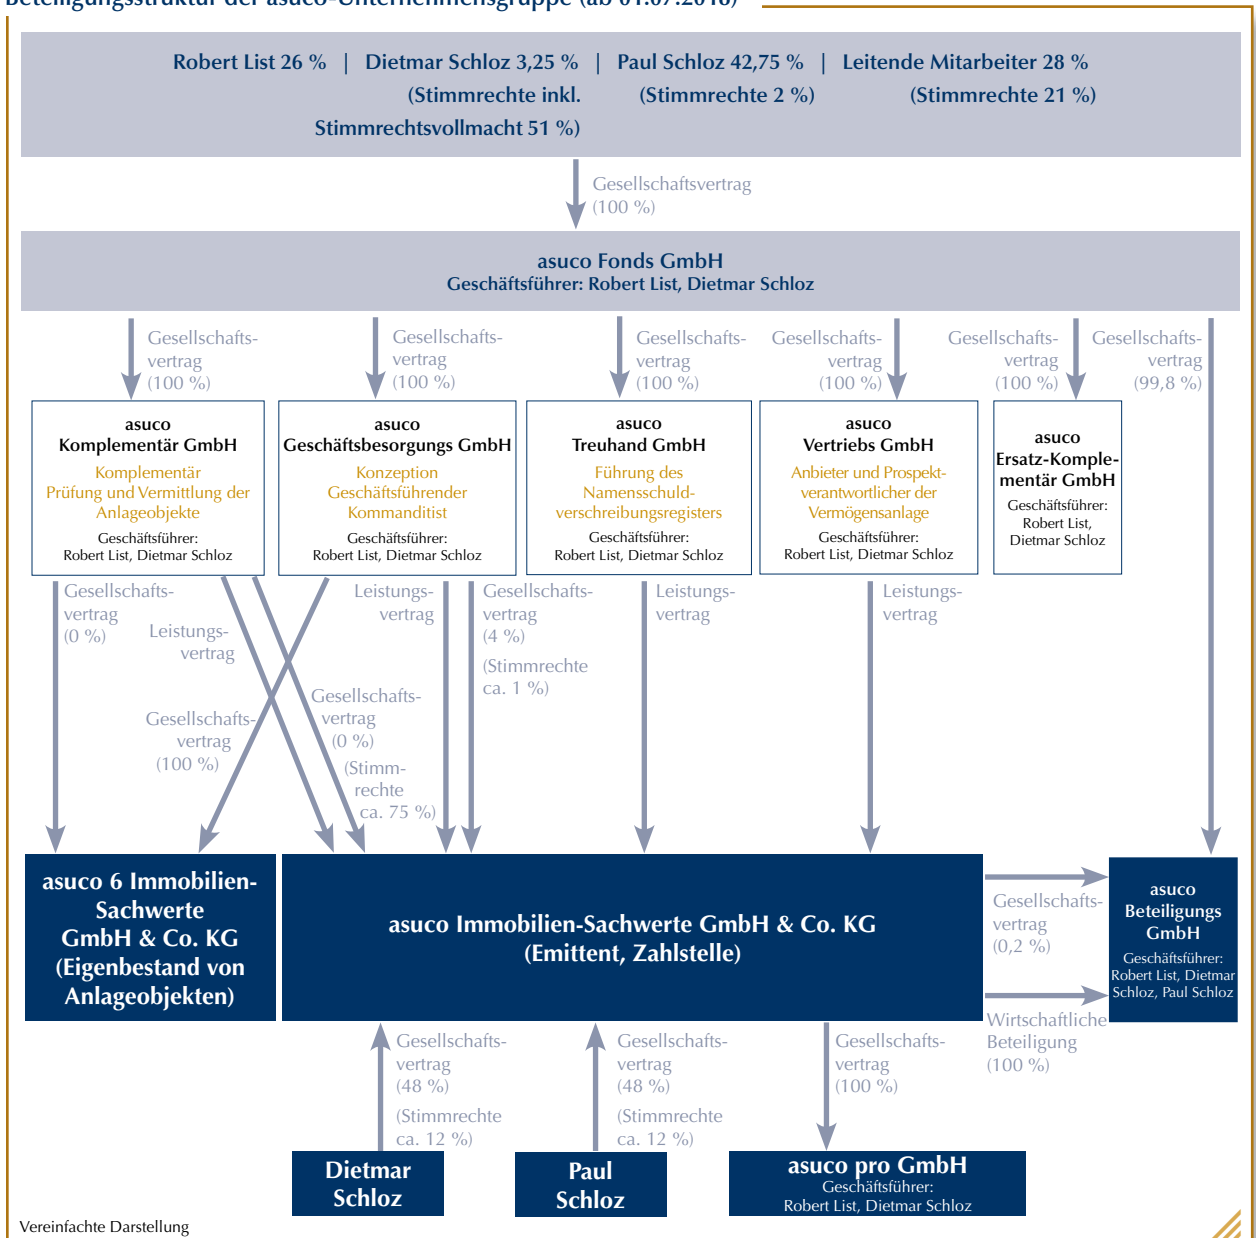 Beteiligungsstruktur der asuco-Unternehmensgruppe (ab 01.07.2018)
Robert List 26 % | Dietmar Schloz 3,25 % | Paul Schloz 42,75 % | Leitende Mitarbeiter 28 %
(Stimmrechte inkl. (Stimmrechte 2 %) (Stimmrechte 21 %)
Stimmrechtsvollmacht 51 %)
Gesellschaftsvertrag
(100 %)
asuco Fonds GmbH
Geschäftsführer: Robert List, Dietmar Schloz
Gesellschafts-
vertrag
(100 %)
Gesellschafts-
vertrag
(100 %)
Gesellschafts-
vertrag
(100 %)
Gesellschafts-
vertrag
(100 %)
Gesellschafts-
vertrag
(100 %)
Gesellschafts-
vertrag
(99,8 %)
asuco
Komplementär GmbH
Komplementär
Prüfung und Vermittlung der
Anlageobjekte
Geschäftsführer:
Robert List, Dietmar Schloz
asuco
Geschäftsbesorgungs GmbH
Konzeption
Geschäftsführender
Kommanditist
Geschäftsführer:
Robert List, Dietmar Schloz
asuco
Treuhand GmbH
Führung des
Namensschuld-
verschreibungsregisters
Geschäftsführer:
Robert List, Dietmar Schloz
asuco
Vertriebs GmbH
Anbieter und Prospekt-
verantwortlicher der
Vermögensanlage
Geschäftsführer:
Robert List, Dietmar Schloz
asuco
Ersatz-Komple-
mentär GmbH
Geschäftsführer:
Robert List,
Dietmar Schloz
Gesellschafts-
vertrag
(0 %)
Leistungs-
vertrag
Gesellschafts-
vertrag
(100 %)
Gesellschafts-
vertrag
(0 %)
(Stimm-
rechte
ca. 75 %)
Leistungs-
vertrag
Gesellschafts-
vertrag
(4 %)
(Stimmrechte
ca. 1 %)
Leistungs-
vertrag
Leistungs-
vertrag
asuco 6 Immobilien-
Sachwerte
GmbH & Co. KG
(Eigenbestand von
Anlageobjekten)
asuco Immobilien-Sachwerte GmbH & Co. KG
(Emittent, Zahlstelle)
Gesellschafts-
vertrag
(0,2 %)
Wirtschaftliche
Beteiligung
(100 %)
asuco
Beteiligungs
GmbH
Geschäftsführer:
Robert List, Dietmar
Schloz, Paul Schloz
Gesellschafts-
vertrag
(48 %)
(Stimmrechte
ca. 12 %)
Gesellschafts-
vertrag
(48 %)
(Stimmrechte
ca. 12 %)
Gesellschafts-
vertrag
(100 %)
Dietmar
Schloz
Paul
Schloz
asuco pro GmbH
Geschäftsführer:
Robert List, Dietmar Schloz
Vereinfachte Darstellung